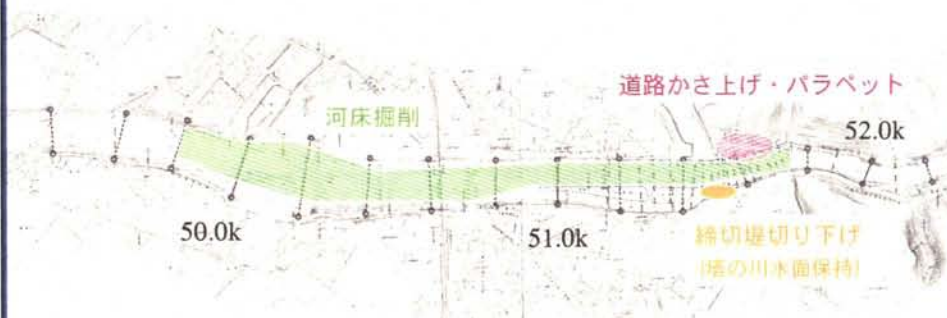 道路かさ上げ・パラペット
河床掘削
52.0k
50.0k
51.0k
締切堤切り下げ
(塔の川水面保持)